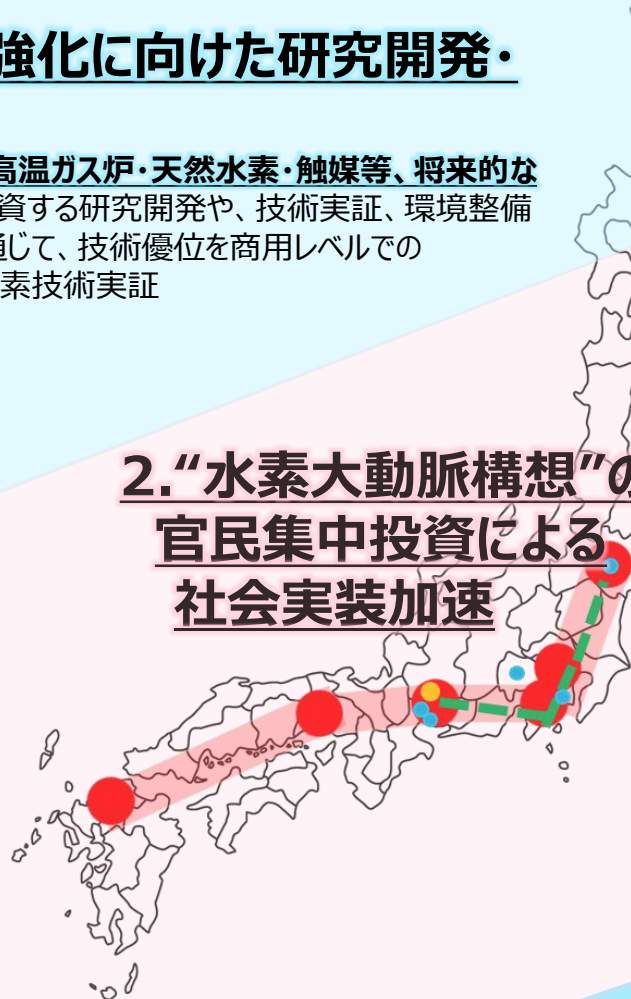 強化に向けた研究開発・
高温ガス炉・天然水素・触媒等、将来的な
資する研究開発や、技術実証、環境整備
通じて、技術優位を商用レベルでの
素技術実証
2.“水素大動脈構想”の
官民集中投資による
社会実装加速